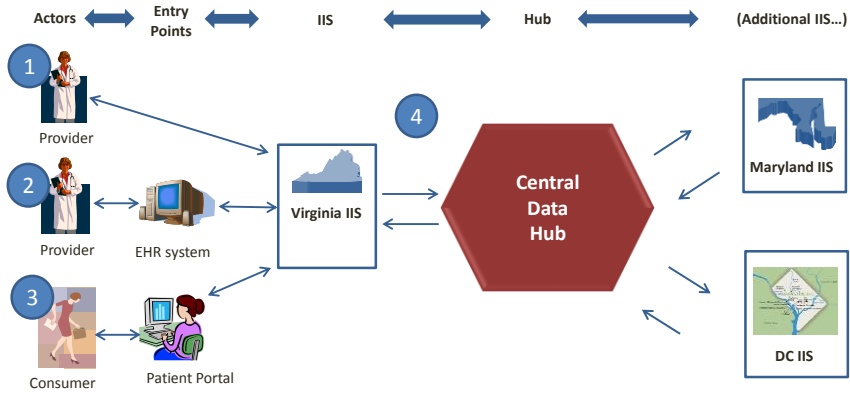 Actors
Entry
Points
IIS
Hub
(Additional IIS...)
1
Provider
2
Provider
EHR system
3
Consumer
Patient Portal
Virginia IIS
4
Central
Data
Hub
Maryland IIS
DC IIS